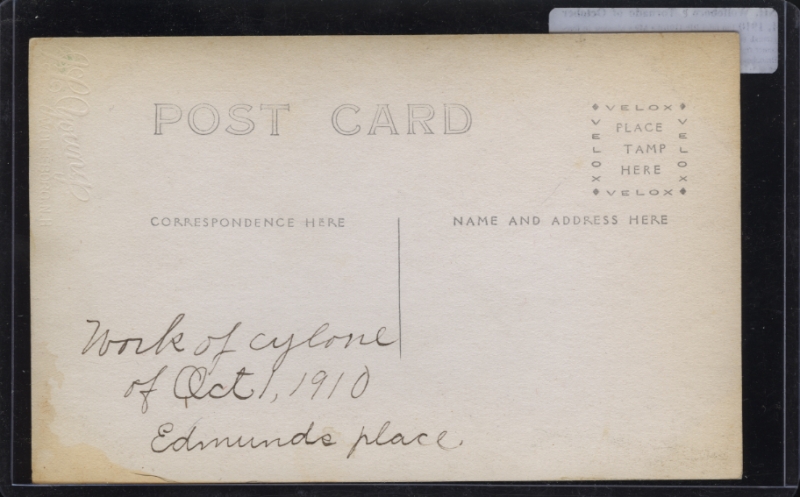 POST CARD
VELOX
VELOX
PLACE
TAMP
HERE
VELOX
VELOX
CORRESPONDENCE HERE
NAME AND ADDRESS HERE
Work of cylone
of Oct 1, 1910
Edmunds place.